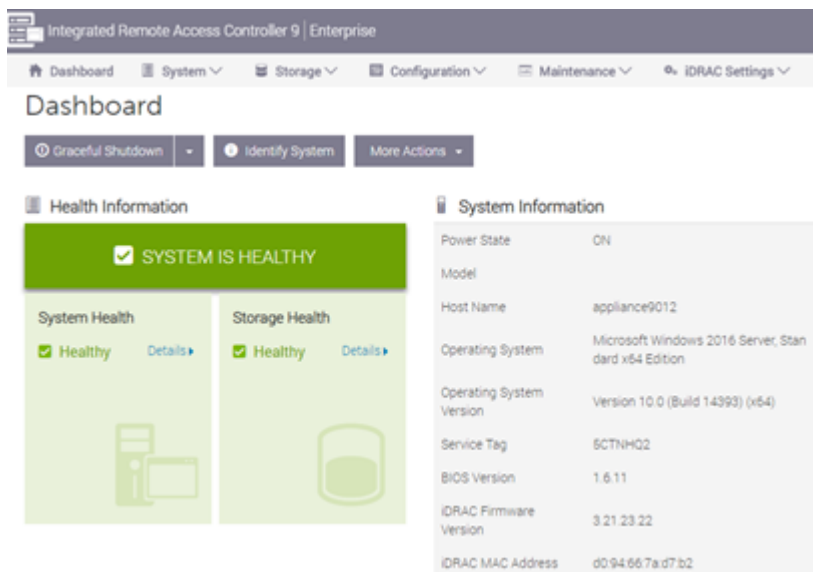 Integrated Remote Access Controller 9 | Enterprise
Dashboard System Storage Configuration Maintenance iDRAC Settings
Dashboard
Graceful Shutdown Identify System More Actions
Health Information
SYSTEM IS HEALTHY
System Health
Healthy Details
Storage Health
Healthy Details
System Information
Power State ON
Model
Host Name appliance9012
Operating System Microsoft Windows 2016 Server, Stan
dard x64 Edition
Operating System
Version Version 10.0 (Build 14393) (x64)
Service Tag 5CTNHQ2
BIOS Version 1.6.11
iDRAC Firmware
Version 3.21.23.22
iDRAC MAC Address d0:94:66:7a:d7:b2